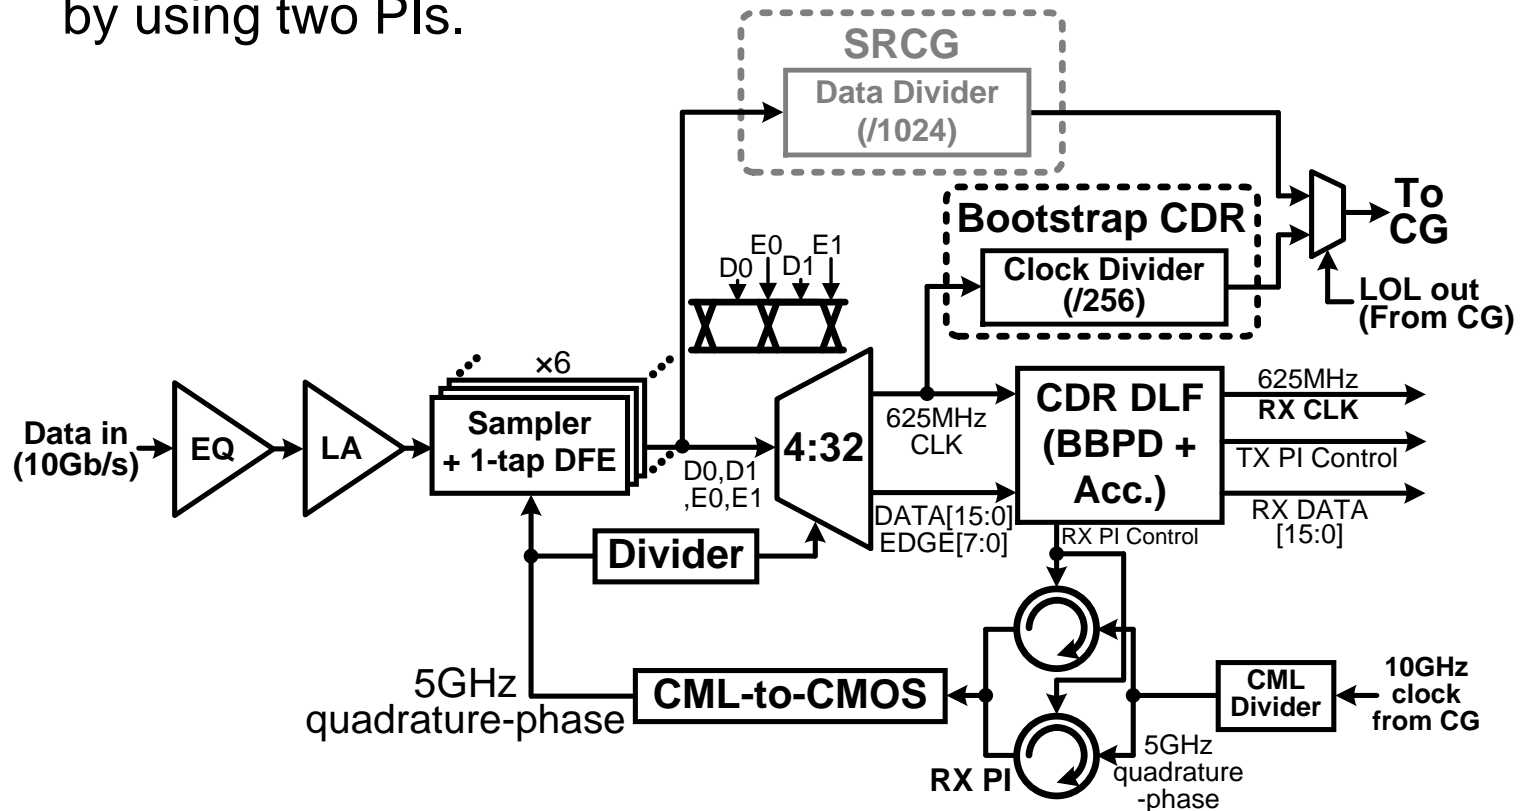 by using two PIs.
SRCG
Data Divider
(/1024)
To
CG
Bootstrap CDR
Clock Divider
(/256)
LOL out
(From CG)
E0
E1
D0
D1
×6
Data in
(10Gb/s)
EQ
LA
Sampler
+ 1-tap DFE
D0,D1
,E0,E1
4:32
625MHz
CLK
DATA[15:0]
EDGE[7:0]
CDR DLF
(BBPD +
Acc.)
625MHz
RX CLK
TX PI Control
RX DATA
[15:0]
RX PI Control
Divider
5GHz
quadrature-phase
CML-to-CMOS
RX PI
5GHz
quadrature
-phase
CML
Divider
10GHz
clock
from CG